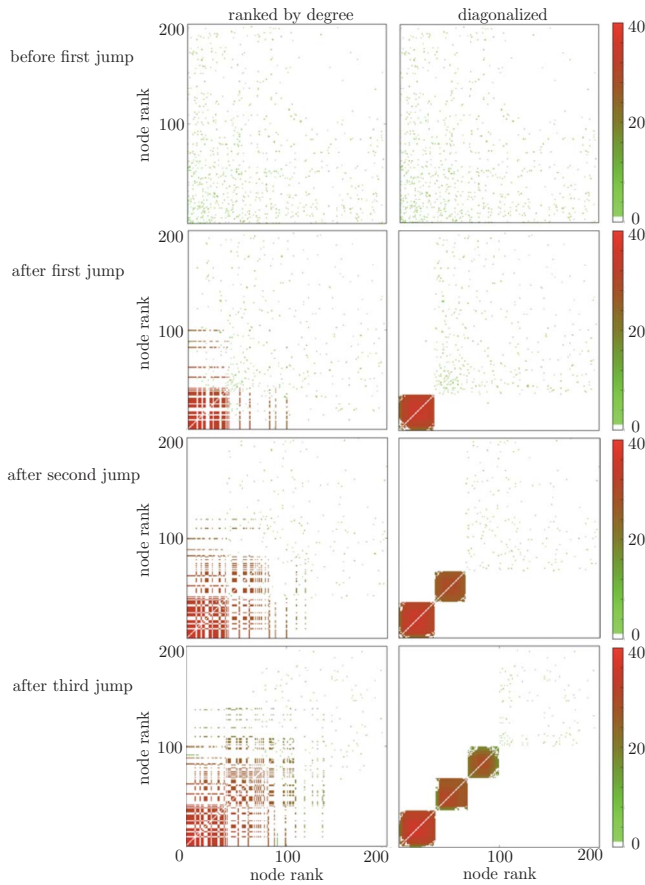 ranked by degree
diagonalized
before first jump
200
100
node rank
40
20
0
after first jump
200
100
node rank
40
20
0
after second jump
200
100
node rank
40
20
0
after third jump
200
100
node rank
40
20
0
0
100
200
100
200
node rank
node rank